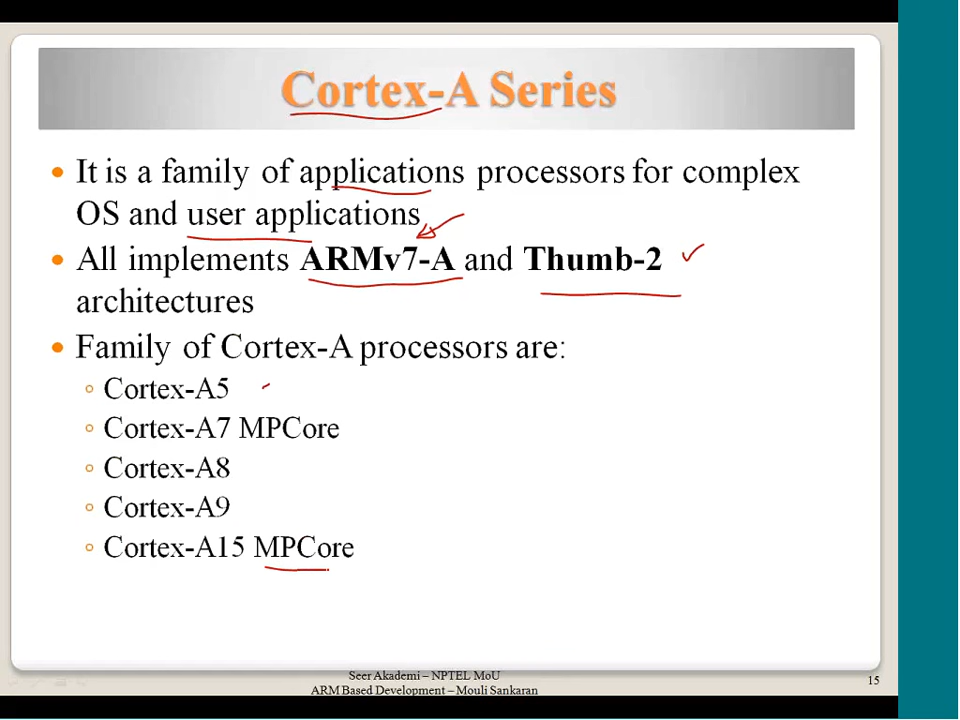 Cortex-A Series
• It is a family of applications processors for complex
OS and user applications
• All implements ARMv7-A and Thumb-2
architectures
• Family of Cortex-A processors are:
◦ Cortex-A5
◦ Cortex-A7 MPCore
◦ Cortex-A8
◦ Cortex-A9
◦ Cortex-A15 MPCore
Seer Akademi – NPTEL MoU
ARM Based Development – Mouli Sankaran
15